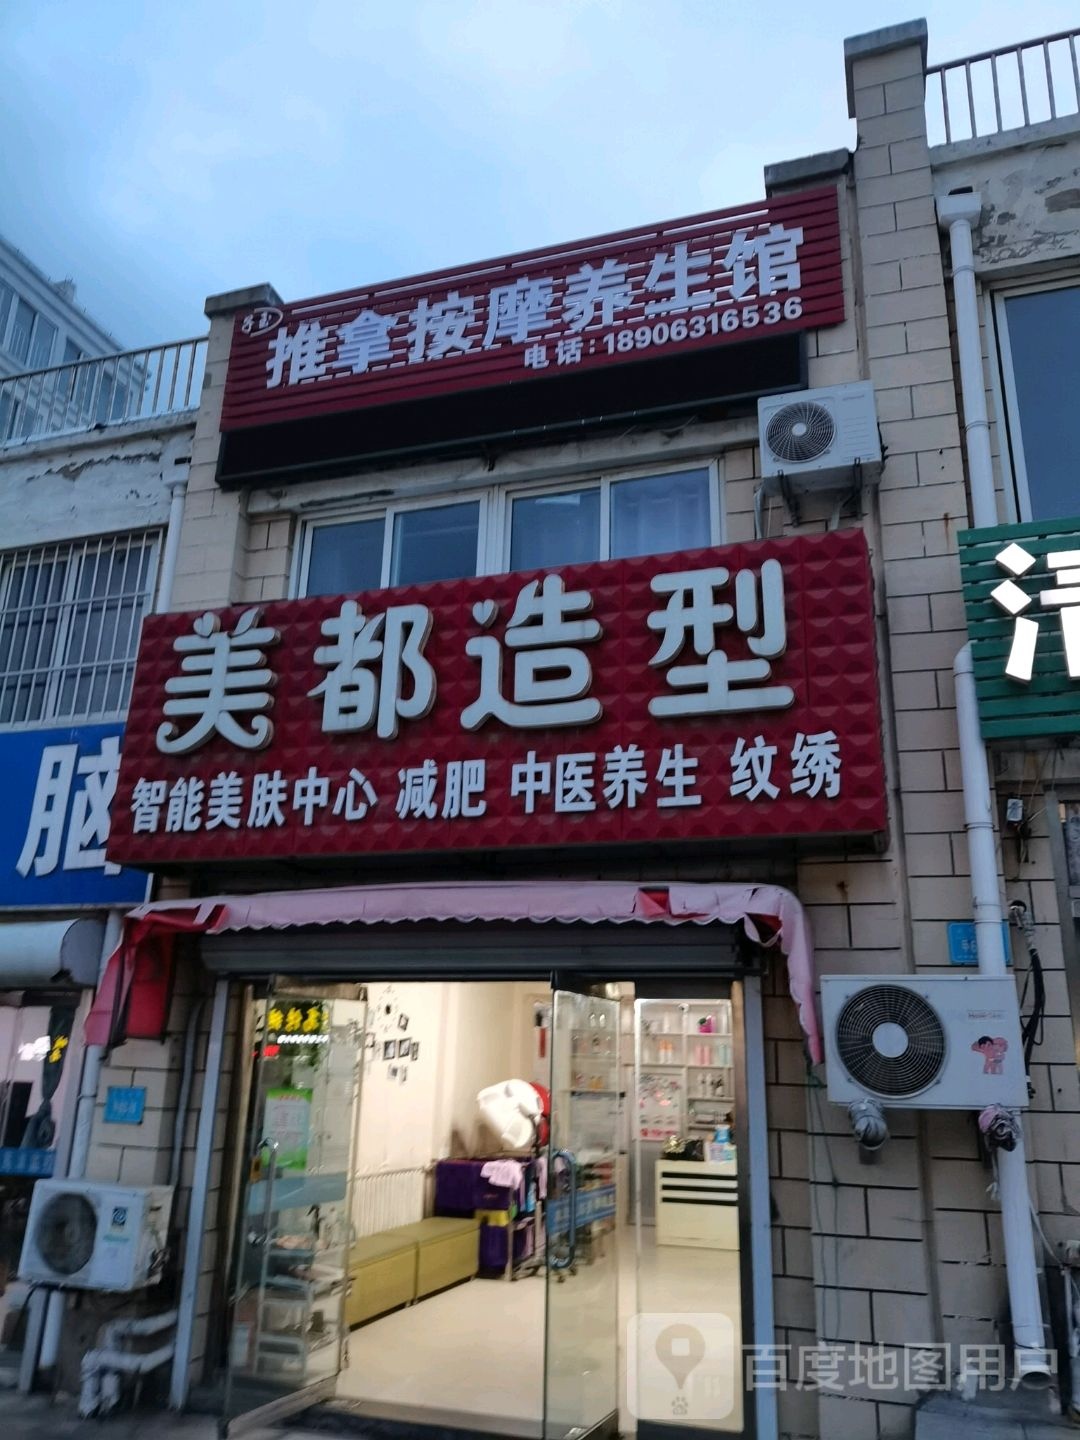 推拿按摩养生馆
电话:18906316536
美都造型
智能美肤中心 减肥 中医养生 纹绣
脑
百度地图用户